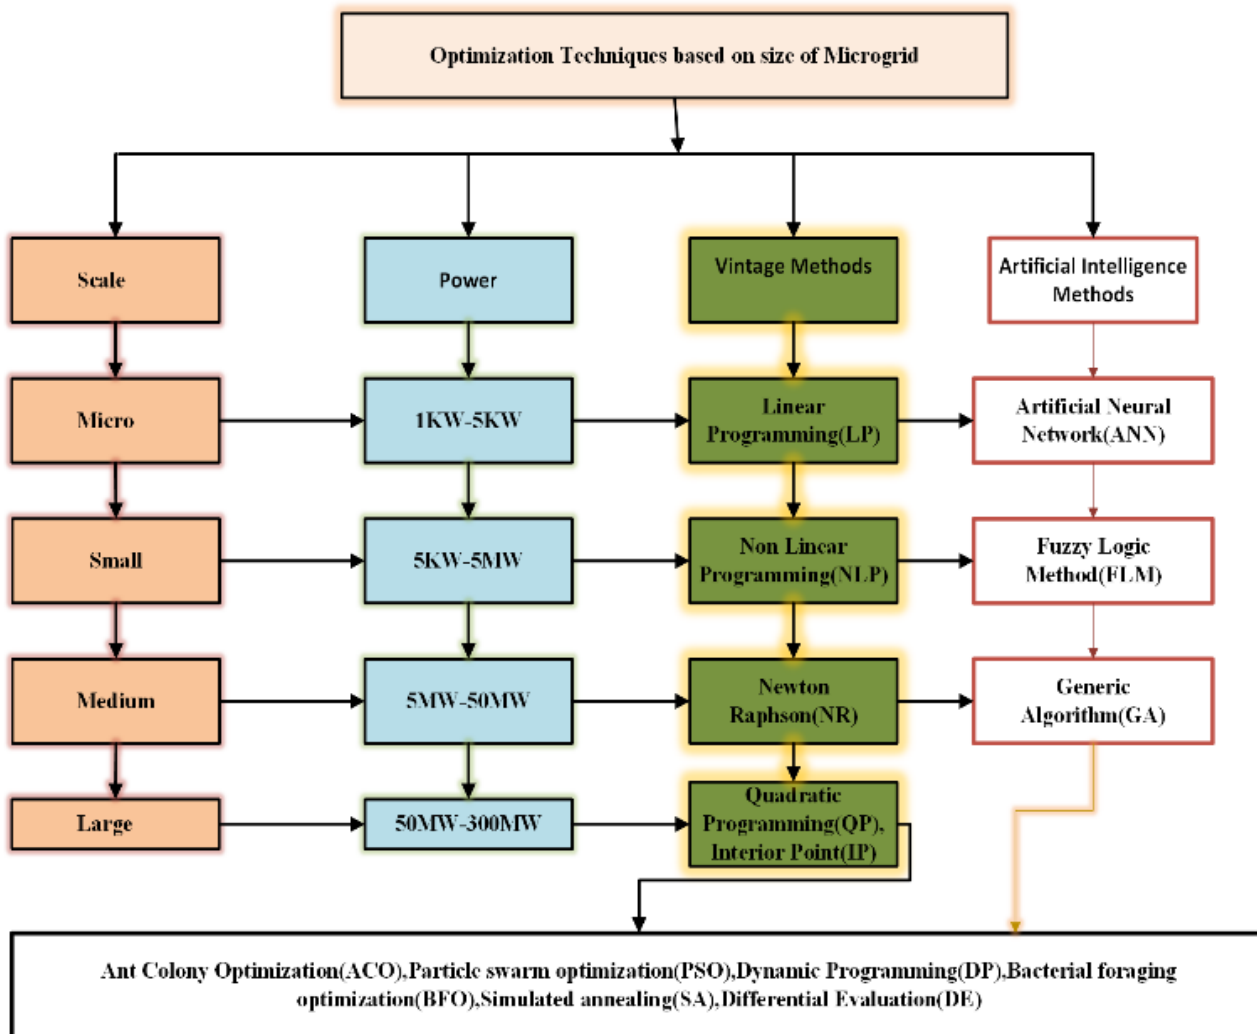 Optimization Techniques based on size of Microgrid
Scale
Power
Vintage Methods
Artificial Intelligence
Methods
Micro
1KW-5KW
Linear
Programming(LP)
Artificial Neural
Network(ANN)
Small
5KW-5MW
Non Linear
Programming(NLP)
Fuzzy Logic
Method(FLM)
Medium
5MW-50MW
Newton
Raphson(NR)
Generic
Algorithm(GA)
Large
50MW-300MW
Quadratic
Programming(QP),
Interior Point(IP)
Ant Colony Optimization(ACO),Particle swarm optimization(PSO),Dynamic Programming(DP),Bacterial foraging
optimization(BFO),Simulated annealing(SA),Differential Evaluation(DE)